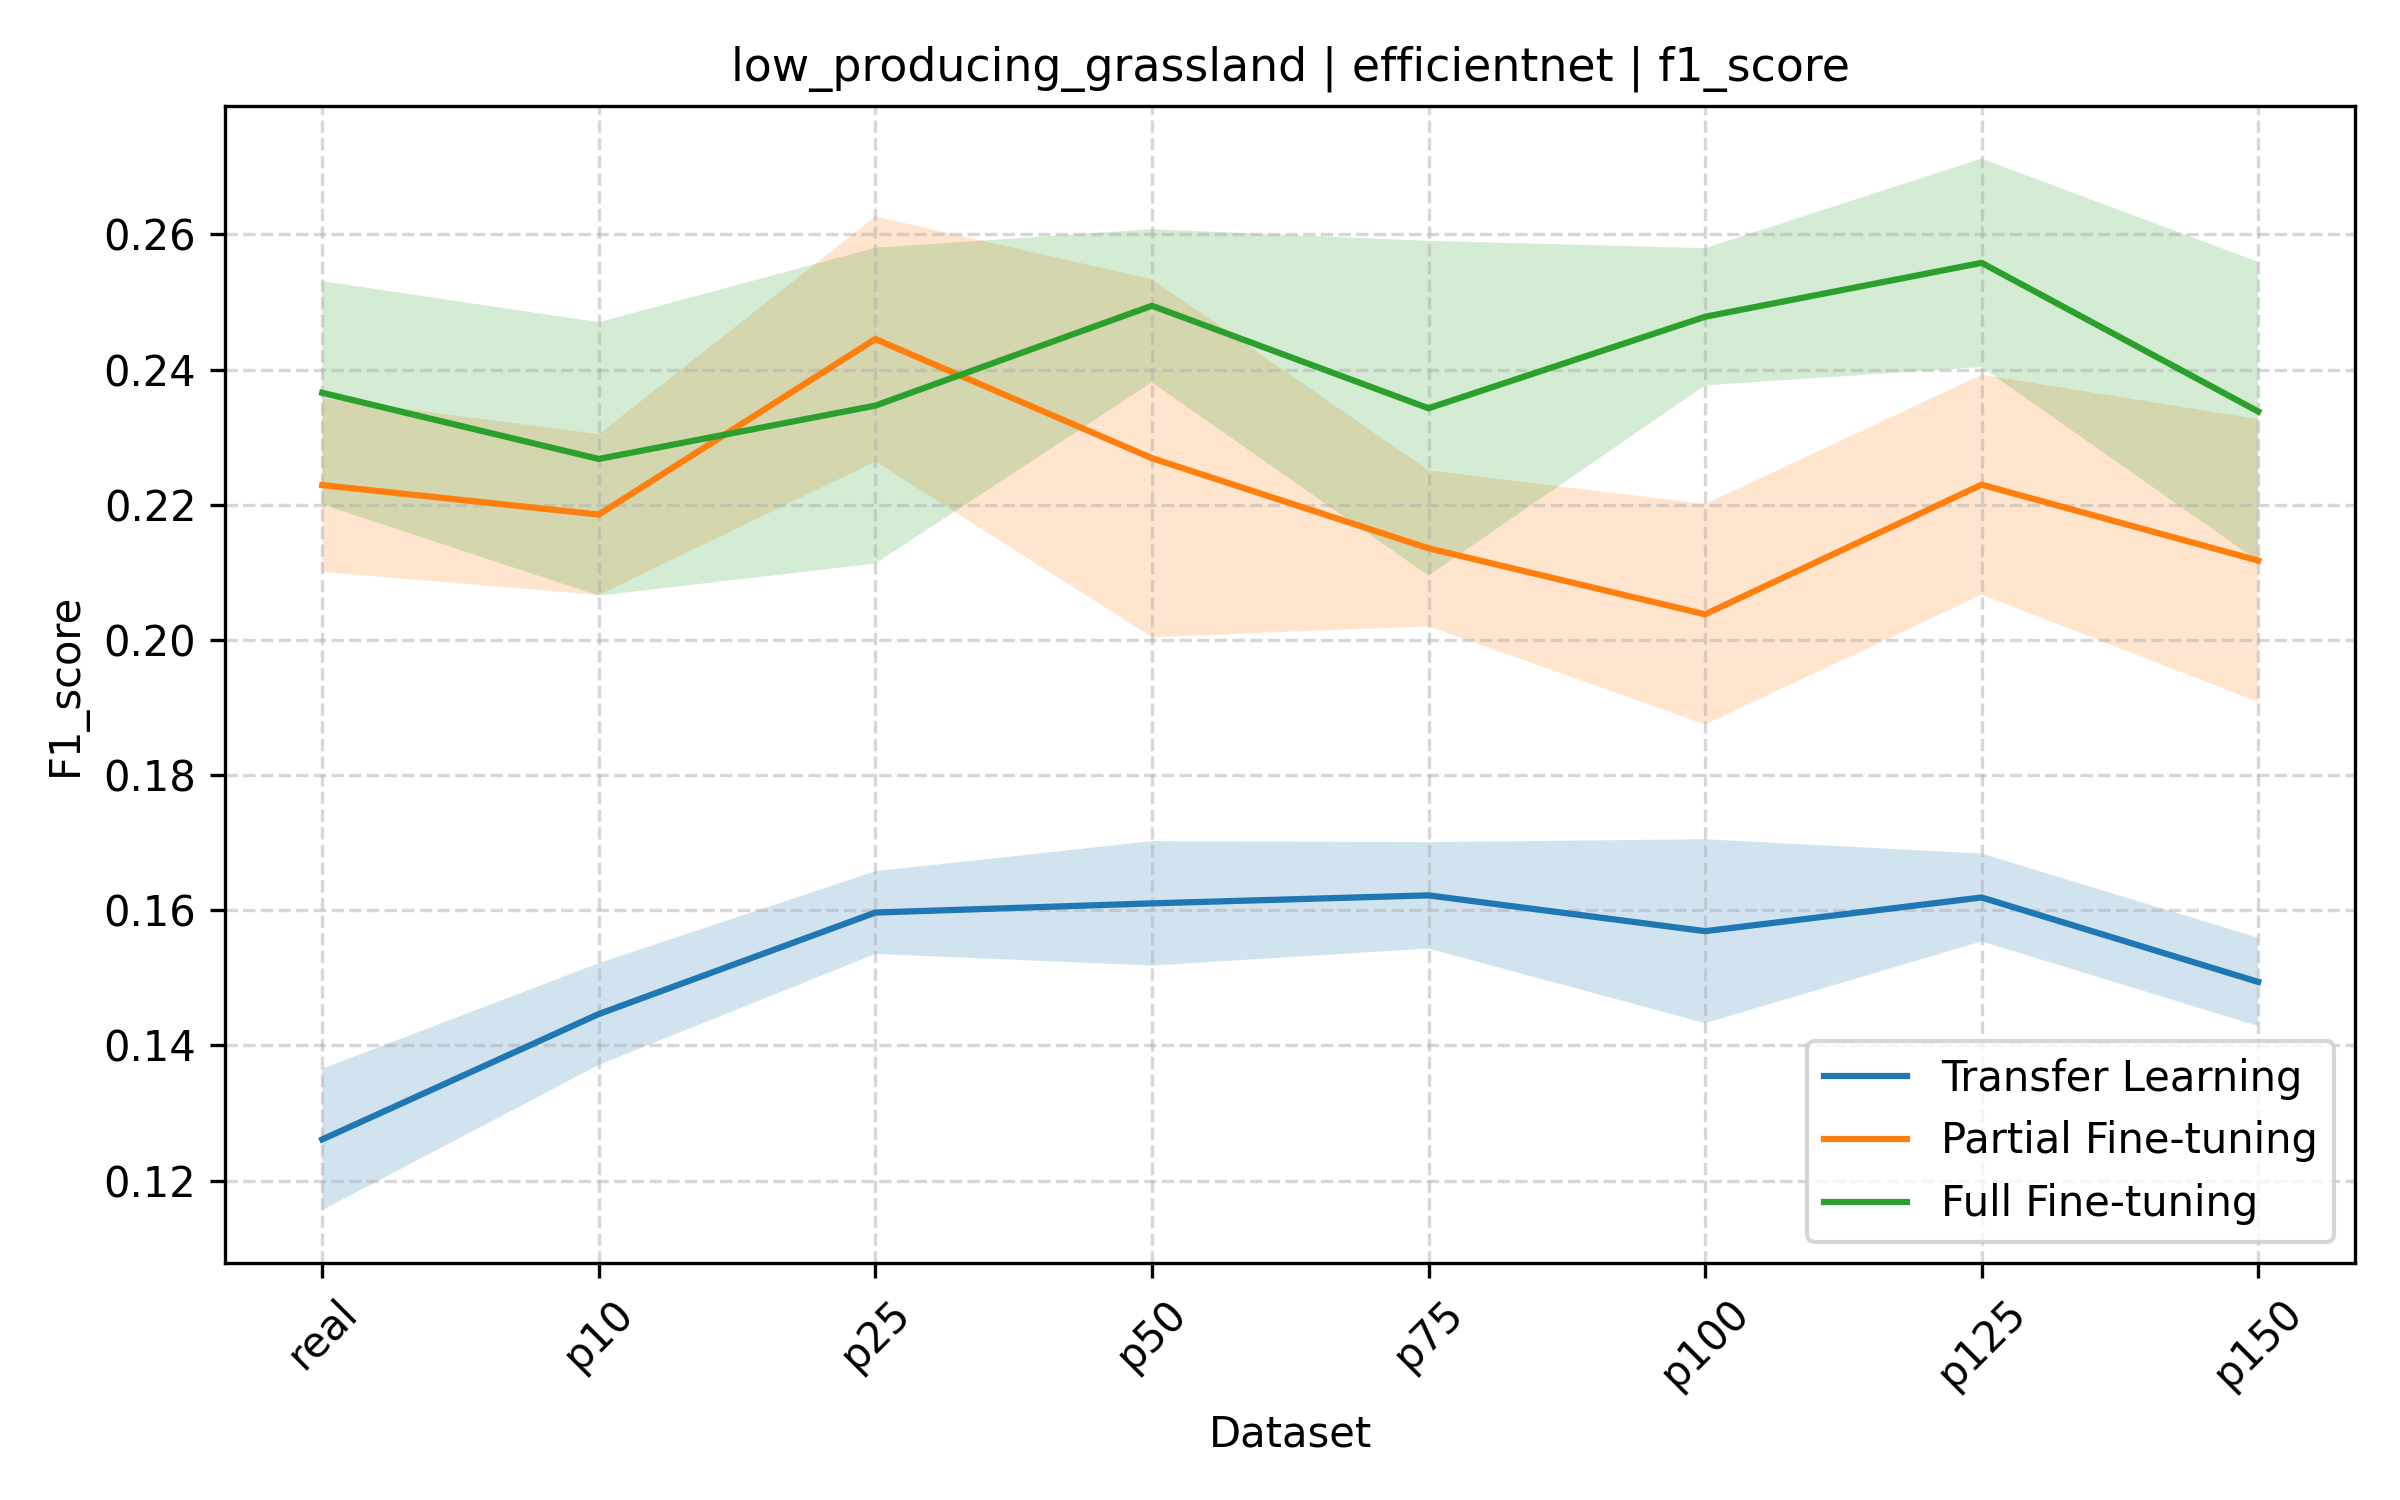 low_producing_grassland | efficientnet | f1_score
F1_score
0.26
0.24
0.22
0.20
0.18
0.16
0.14
0.12
Transfer Learning
Partial Fine-tuning
Full Fine-tuning
real
p10
p25
p50
p75
p100
p125
p150
Dataset